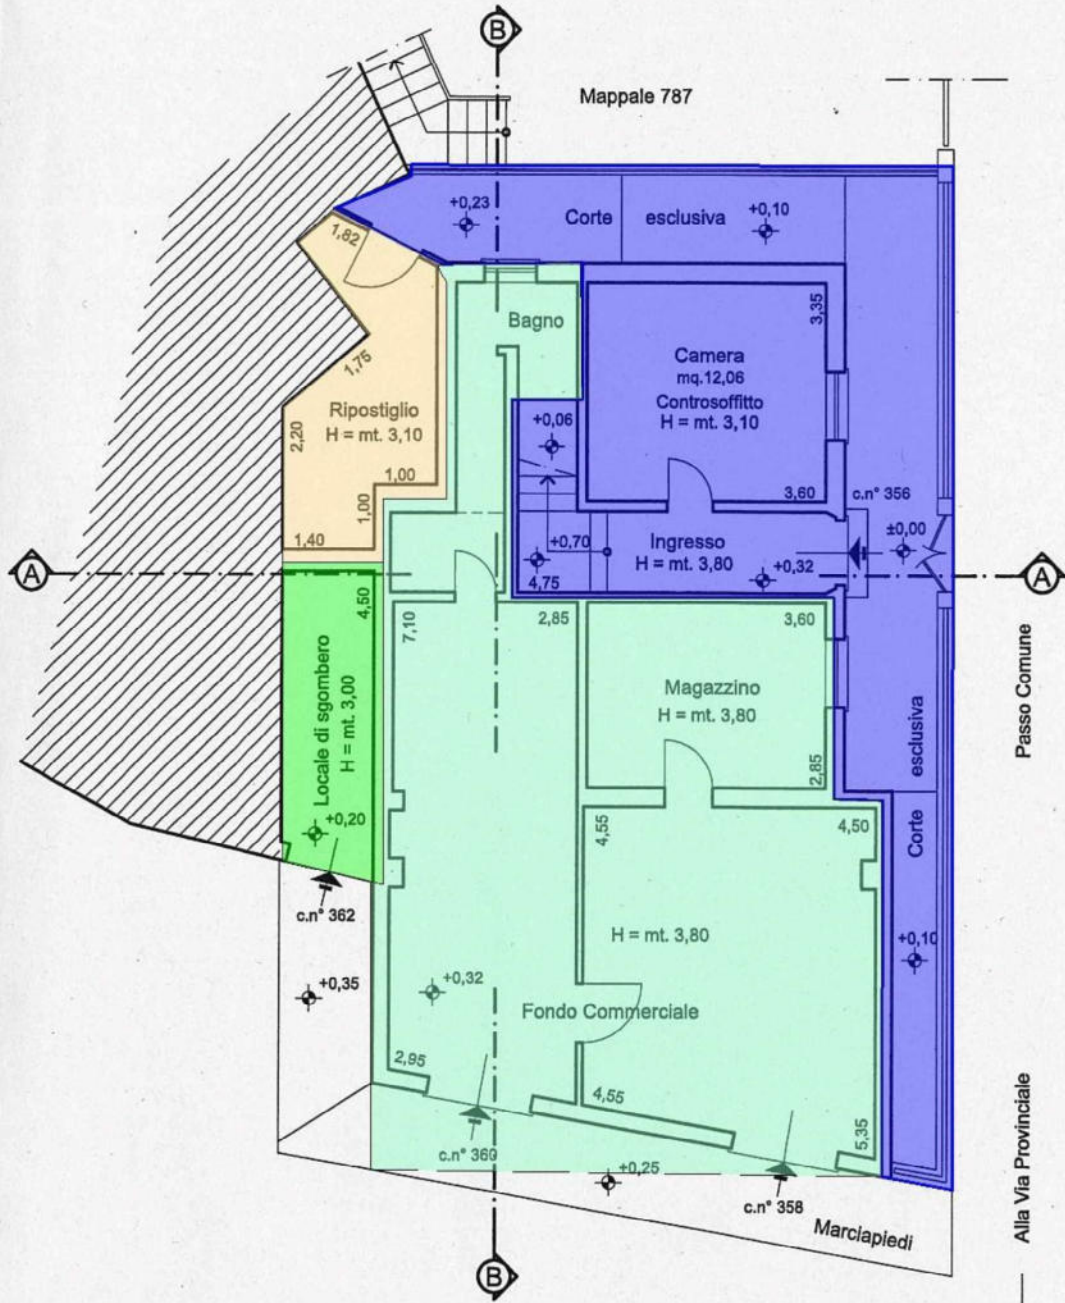 B
Mappale 787
+0,23
Corte esclusiva
+0,10
1,82
Bagno
3,35
Camera
mq.12,06
Controsoffitto
H = mt. 3,10
1,75
Ripostiglio
H = mt. 3,10
+0,06
2,20
1,00
1,00
3,60
c.n° 356
1,40
+0,70
Ingresso
H = mt. 3,80
±0,00
A
4,75
+0,32
A
4,50
7,10
2,85
3,60
Locale di sgombero
H = mt. 3,00
Magazzino
H = mt. 3,80
2,85
esclusiva
Corte
Passo Comune
+0,20
4,55
4,50
c.n° 362
H = mt. 3,80
+0,10
+0,35
+0,32
Fondo Commerciale
2,95
4,55
5,35
c.n° 360
+0,25
c.n° 358
Marciapiedi
Alla Via Provinciale
B